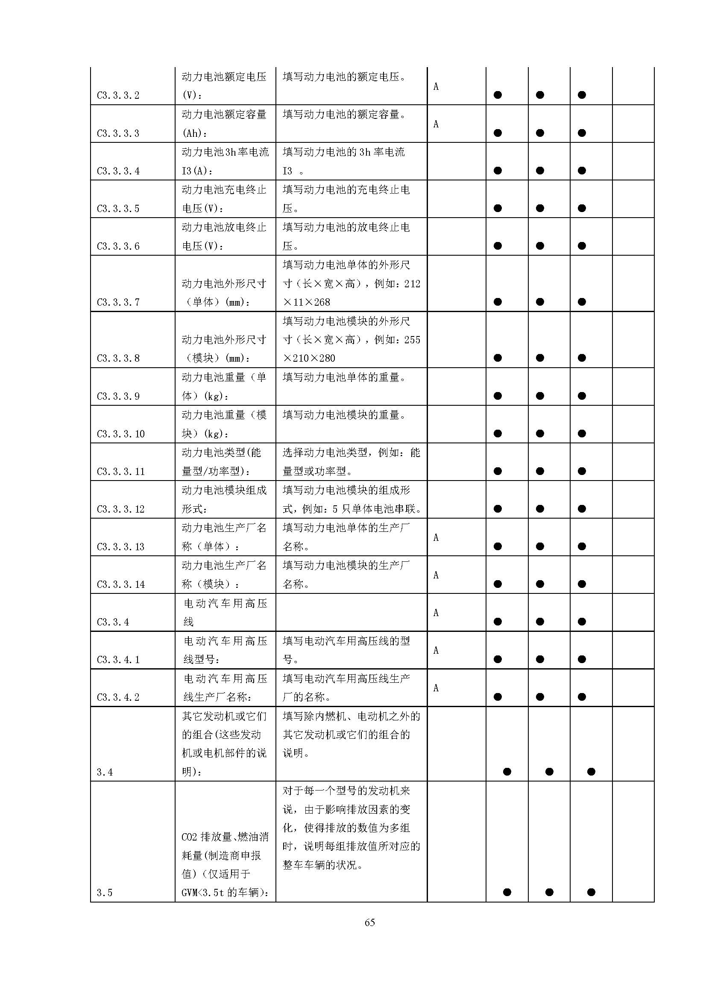 动力电池额定电压 填写动力电池的额定电压。 A
C3.3.3.2 (V): ● ● ●
动力电池额定容量 填写动力电池的额定容量。 A
C3.3.3.3 (Ah): ● ● ●
动力电池3h率电流 填写动力电池的 3h 率电流
C3.3.3.4 I3(A): I3 。 ● ● ●
动力电池充电终止 填写动力电池的充电终止电
C3.3.3.5 电压(V): 压。 ● ● ●
动力电池放电终止 填写动力电池的放电终止电
C3.3.3.6 电压(V): 压。 ● ● ●
填写动力电池单体的外形尺
动力电池外形尺寸 寸（长×宽×高），例如：212
C3.3.3.7 （单体）(mm): ×11×268 ● ● ●
填写动力电池模块的外形尺
动力电池外形尺寸 寸（长×宽×高），例如：255
C3.3.3.8 （模块）(mm): ×210×280 ● ● ●
动力电池重量（单 填写动力电池单体的重量。
C3.3.3.9 体）(kg): ● ● ●
动力电池重量（模 填写动力电池模块的重量。
C3.3.3.10 块）(kg): ● ● ●
动力电池类型(能 选择动力电池类型，例如：能
C3.3.3.11 量型/功率型): 量型或功率型。 ● ● ●
动力电池模块组成 填写动力电池模块的组成形
C3.3.3.12 形式: 式，例如：5 只单体电池串联。 ● ● ●
动力电池生产厂名 填写动力电池单体的生产厂 A
C3.3.3.13 称（单体）: 名称。 ● ● ●
动力电池生产厂名 填写动力电池模块的生产厂 A
C3.3.3.14 称（模块）: 名称。 ● ● ●
电动汽车用高压 A
C3.3.4 线 ● ● ●
电动汽车用高压 填写电动汽车用高压线的型 A
C3.3.4.1 线型号: 号。 ● ● ●
电动汽车用高压 填写电动汽车用高压线生产 A
C3.3.4.2 线生产厂名称: 厂的名称。 ● ● ●
其它发动机或它们 填写除内燃机、电动机之外的
的组合(这些发动 其它发动机或它们的组合的
机或电机部件的说 说明。
3.4 明): ● ● ●
对于每一个型号的发动机来
说，由于影响排放因素的变
化，使得排放的数值为多组
CO2 排放量、燃油消 时，说明每组排放值所对应的
耗量(制造商申报 整车车辆的状况。
值)（仅适用于
3.5 GVM<3.5t 的车辆): ● ● ●
65